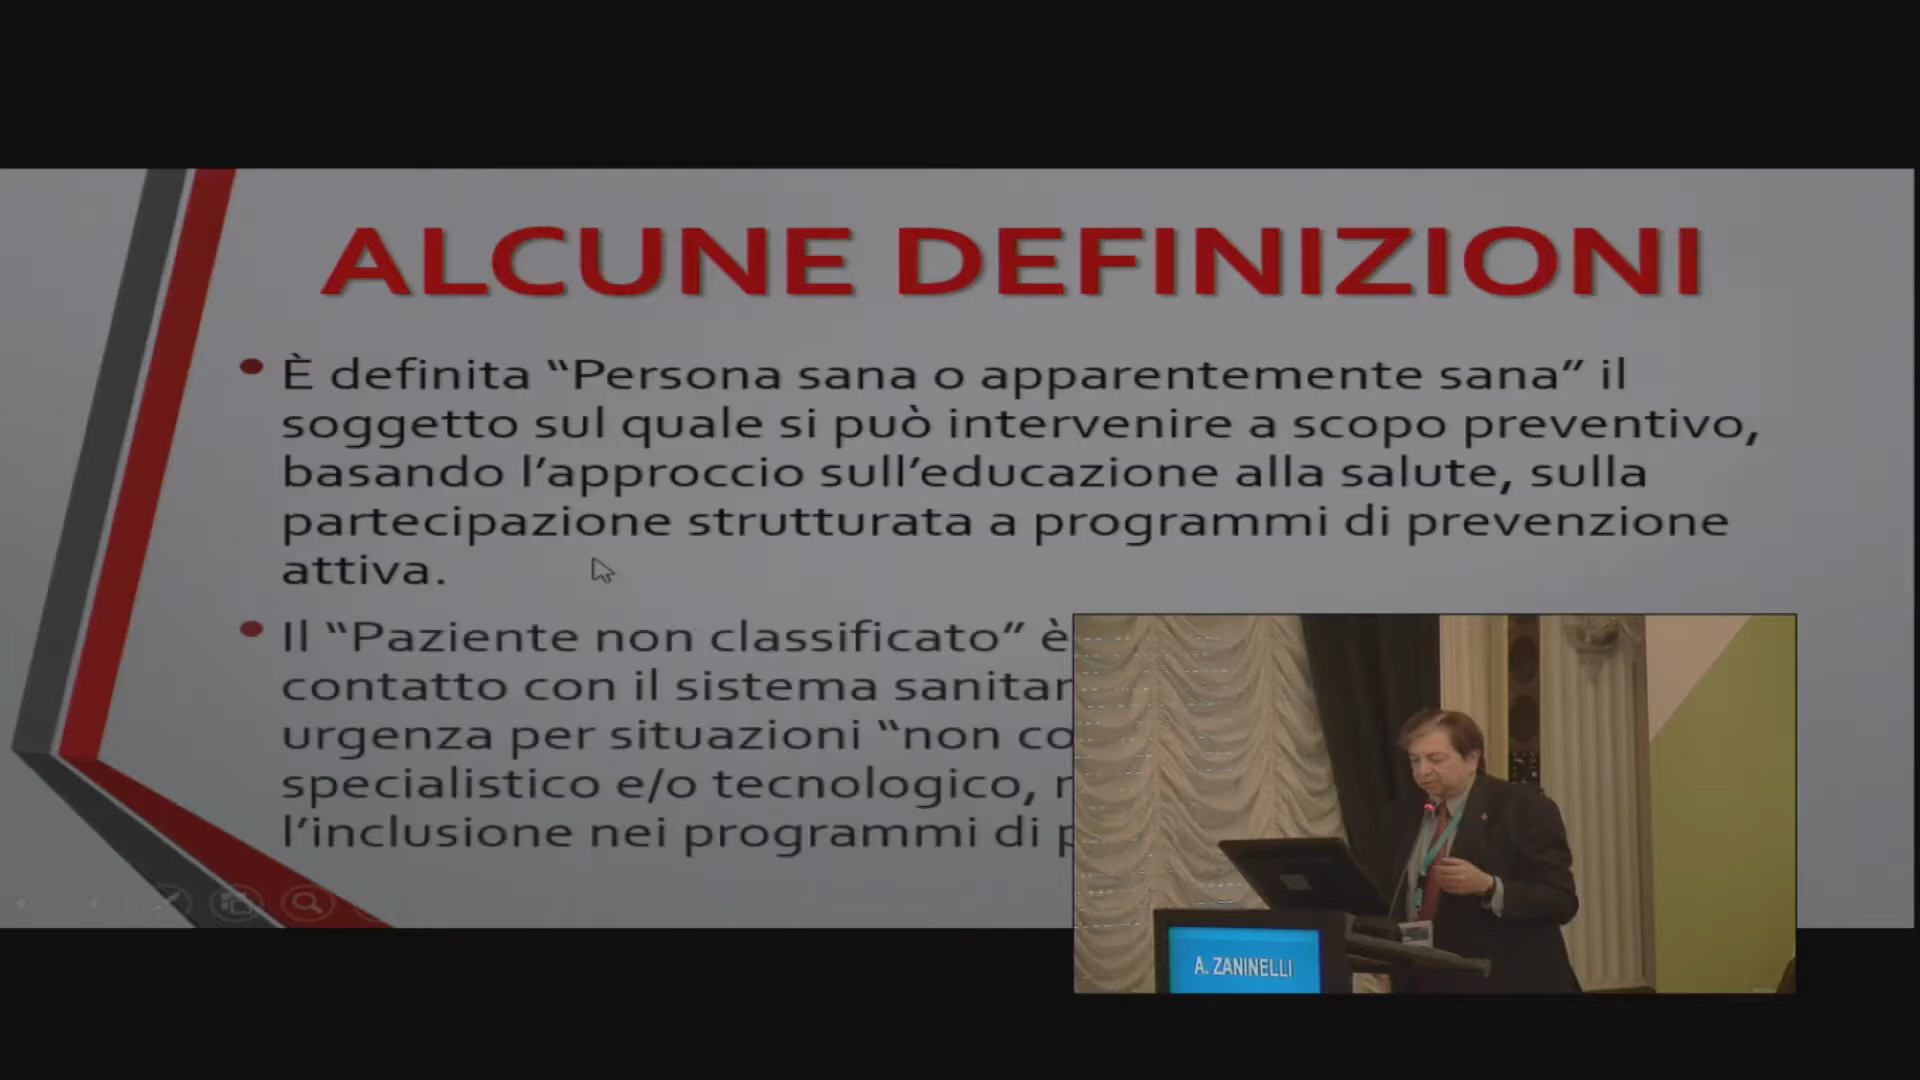 ALCUNE DEFINIZIONI
È definita “Persona sana o apparentemente sana” il
soggetto sul quale si può intervenire a scopo preventivo,
basando l’approccio sull’educazione alla salute, sulla
partecipazione strutturata a programmi di prevenzione
attiva.
Il “Paziente non classificato” è
contatto con il sistema
urgenza per situazioni “non
specialistico e/o tecnologico,
l’inclusione nei programmi di
A. ZANINELLI